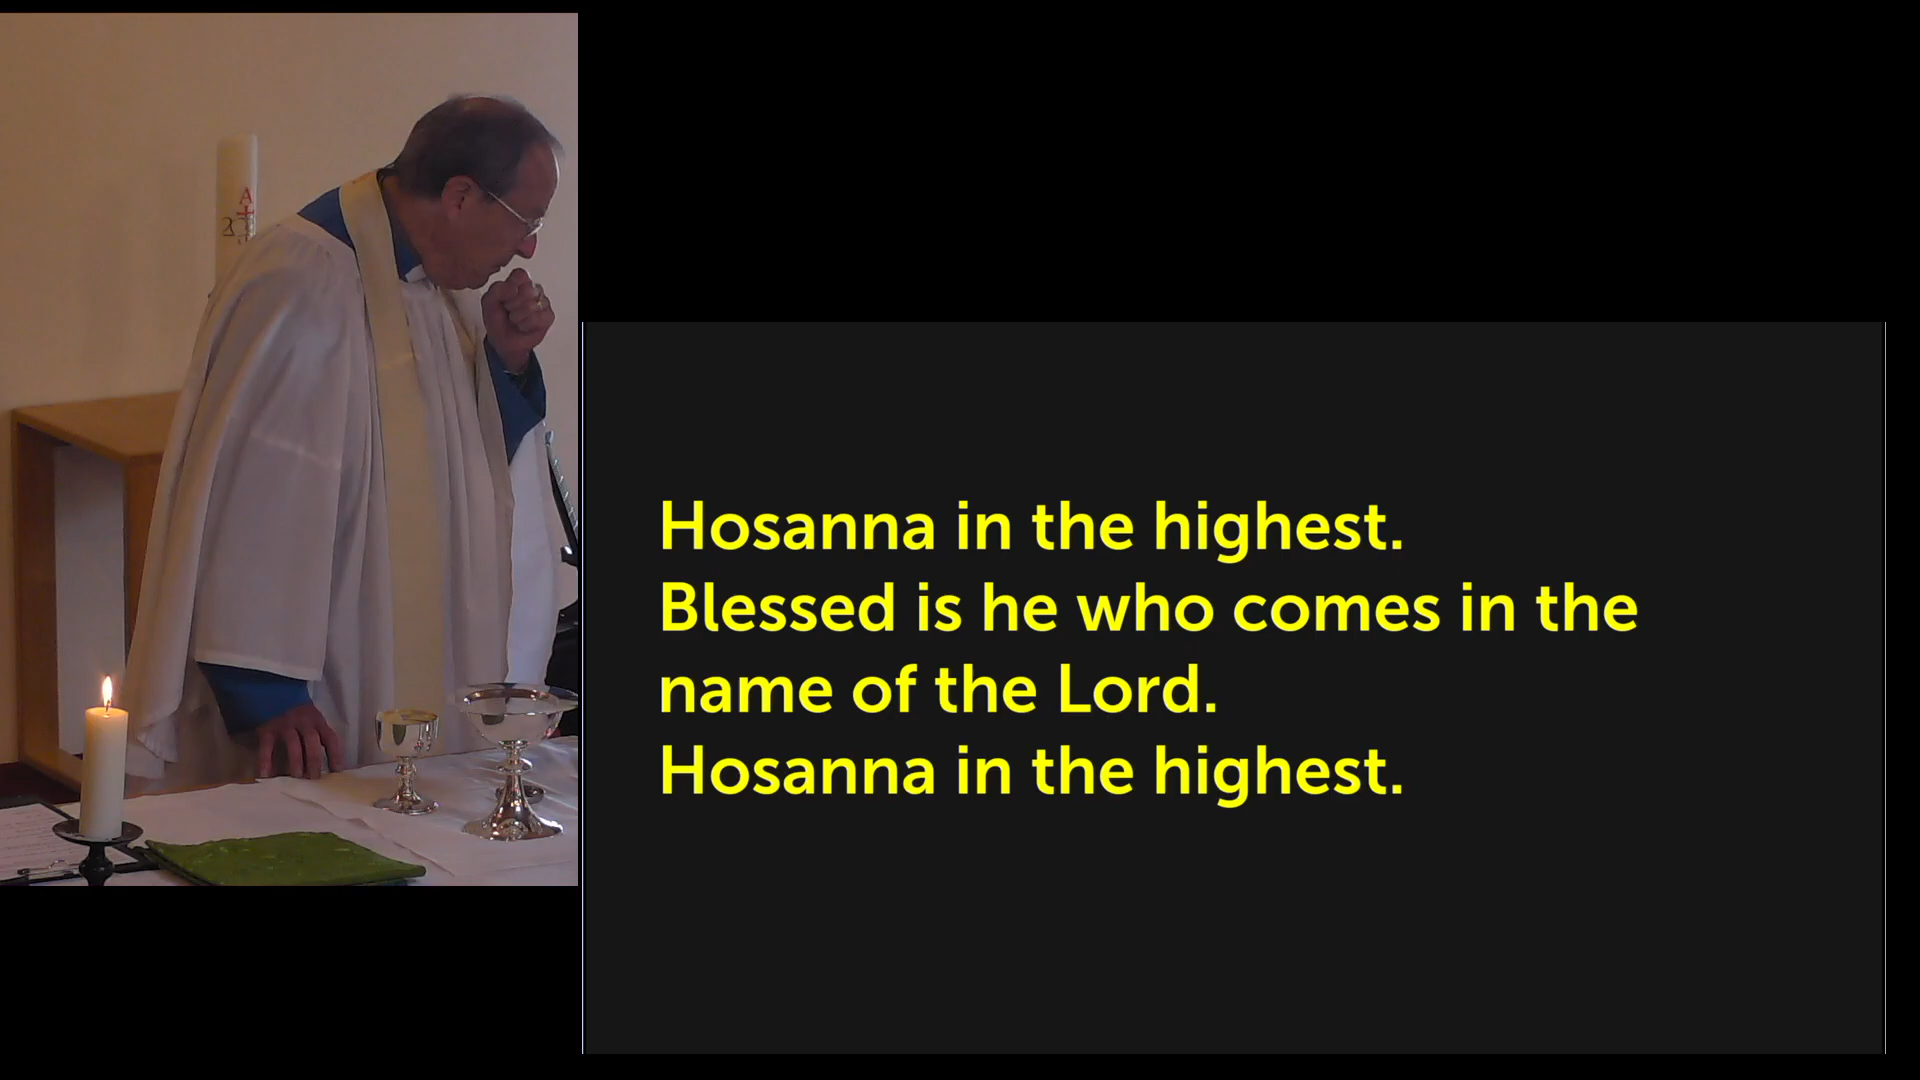 A
2
Hosanna in the highest.
Blessed is he who comes in the
name of the Lord.
Hosanna in the highest.